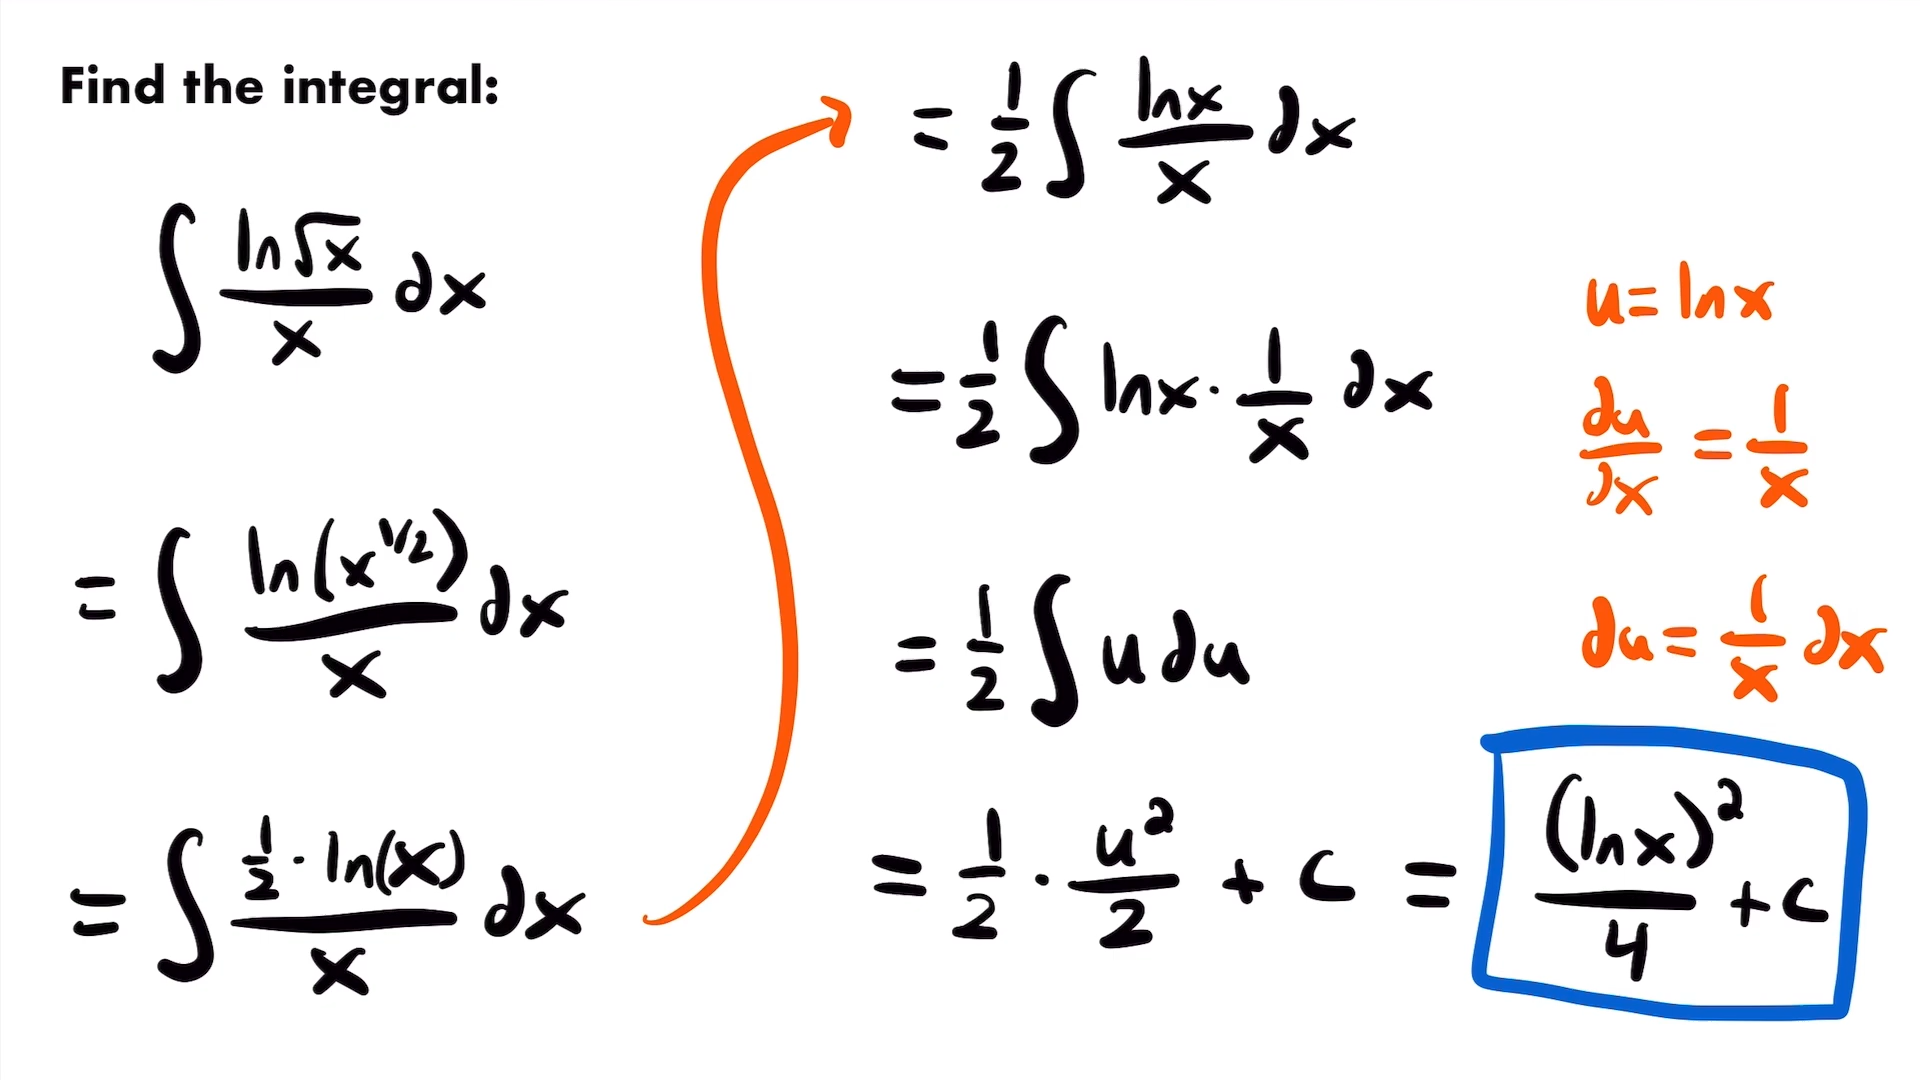 Find the integral:
∫ ln√x / x dx
= ∫ ln(x^1/2) / x dx
= ∫ 1/2 · ln(x) / x dx
= 1/2 ∫ lnx / x dx
= 1/2 ∫ lnx · 1/x dx
= 1/2 ∫ u du
= 1/2 · u²/2 + C = (lnx)²/4 + C
u = lnx
du/dx = 1/x
du = 1/x dx